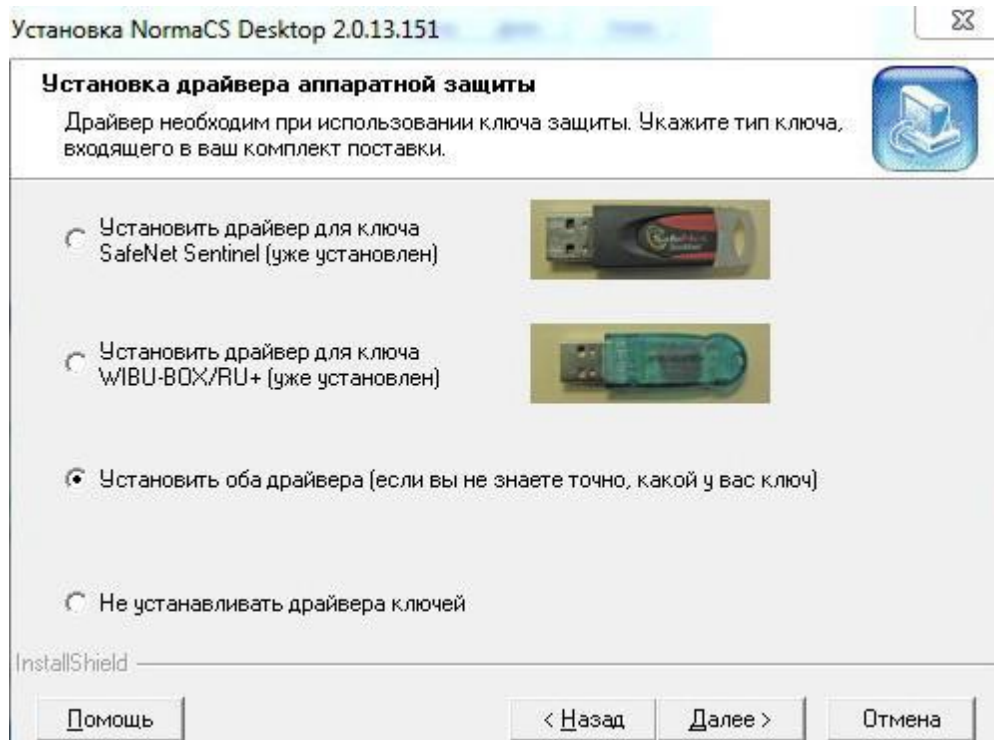 Установка NormaCS Desktop 2.0.13.151
Установка драйвера аппаратной защиты
Драйвер необходим при использовании ключа защиты. Укажите тип ключа,
входящего в ваш комплект поставки.
Установить драйвер для ключа
SafeNet Sentinel (уже установлен)
Установить драйвер для ключа
WIBU-BOX/RU+ (уже установлен)
Установить оба драйвера (если вы не знаете точно, какой у вас ключ)
Не устанавливать драйвера ключей
InstallShield
Помощь
< Назад
Далее >
Отмена